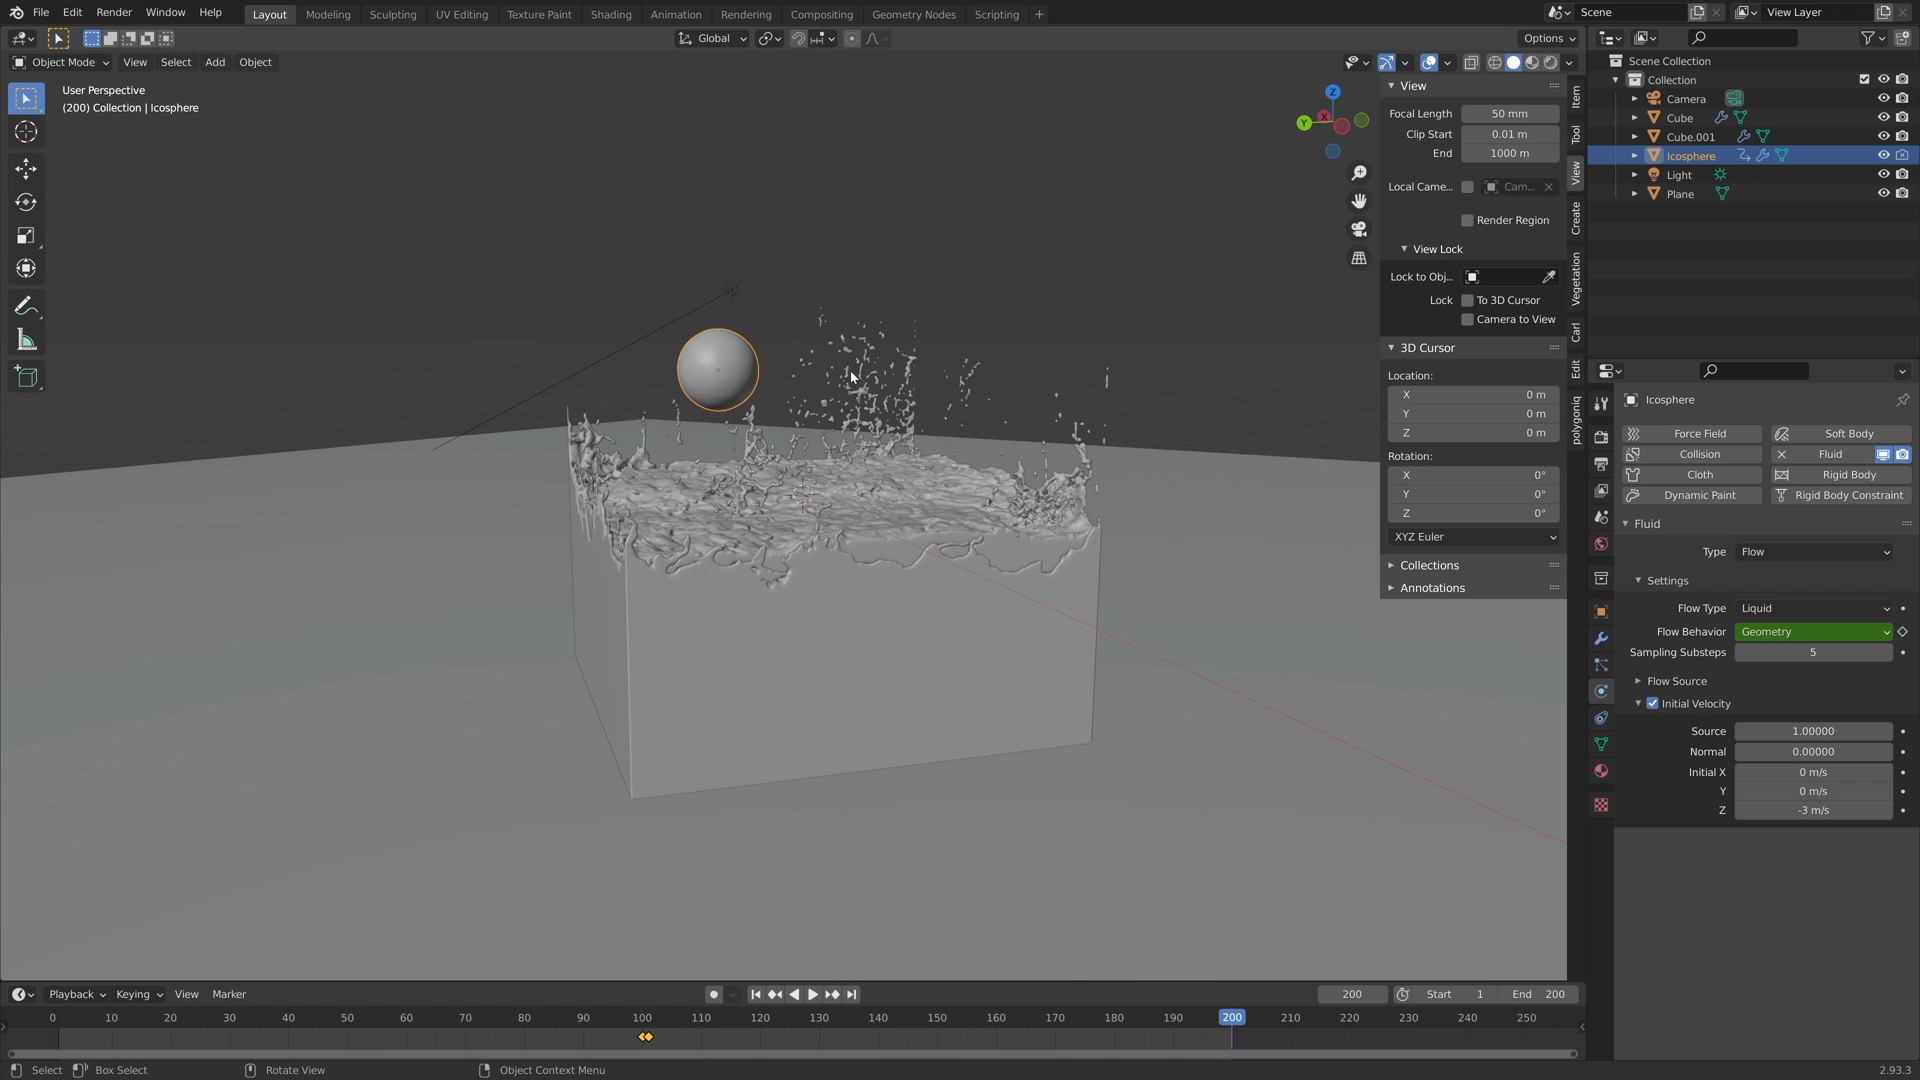 File Edit Render Window Help
Layout Modeling Sculpting UV Editing Texture Paint Shading Animation Rendering Compositing Geometry Nodes Scripting +
Scene
View Layer
Global
Options
Object Mode View Select Add Object
User Perspective
(200) Collection | Icosphere
Z
X
Y
View
Focal Length 50 mm
Clip Start 0.01 m
End 1000 m
Local Came... Cam...
Render Region
View Lock
Lock to Obj...
Lock To 3D Cursor
Camera to View
3D Cursor
Location:
X 0 m
Y 0 m
Z 0 m
Rotation:
X 0°
Y 0°
Z 0°
XYZ Euler
Collections
Annotations
Item
Tool
View
Create
Vegetation
Carl
Edit
polygoniq
Scene Collection
Collection
Camera
Cube
Cube.001
Icosphere
Light
Plane
Icosphere
Force Field Soft Body
Collision Fluid
Cloth Rigid Body
Dynamic Paint Rigid Body Constraint
Fluid
Type Flow
Settings
Flow Type Liquid
Flow Behavior Geometry
Sampling Substeps 5
Flow Source
Initial Velocity
Source 1.00000
Normal 0.00000
Initial X 0 m/s
Y 0 m/s
Z -3 m/s
Playback Keying View Marker
200 Start 1 End 200
0 10 20 30 40 50 60 70 80 90 100 110 120 130 140 150 160 170 180 190 200 210 220 230 240 250
Select Box Select Rotate View Object Context Menu
2.93.3